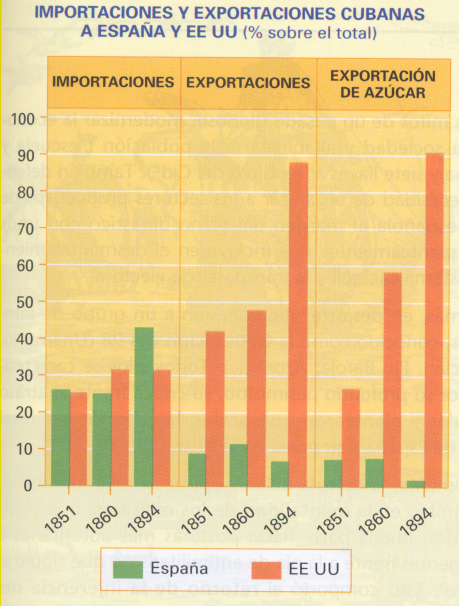 IMPORTACIONES Y EXPORTACIONES CUBANAS
A ESPAÑA Y EE UU (% sobre el total)
IMPORTACIONES
EXPORTACIONES
EXPORTACIÓN
DE AZÚCAR
100
90
80
70
60
50
40
30
20
10
0
1851
1860
1894
1851
1860
1894
1851
1860
1894
España
EE UU